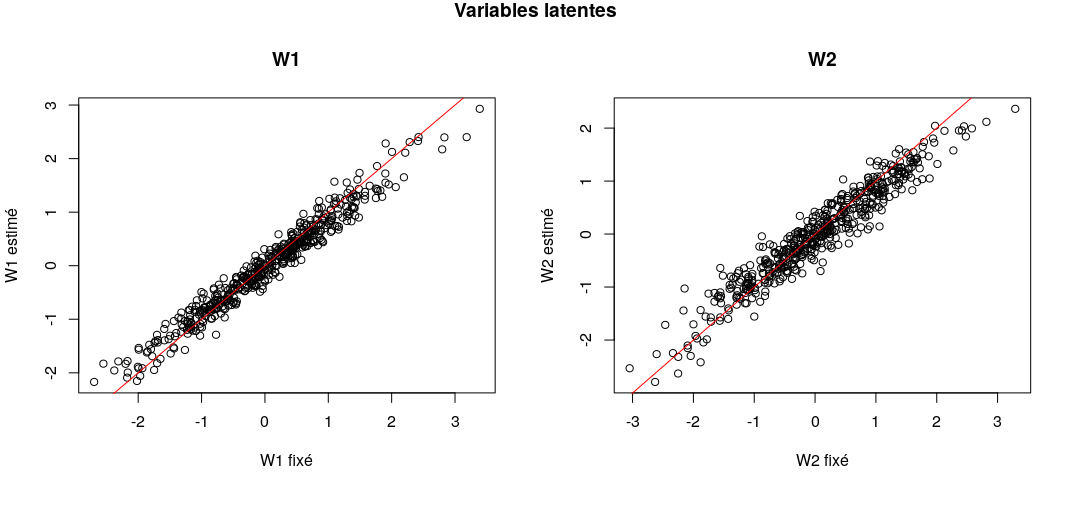 Variables latentes
W1
W1 estimé
3
2
1
0
-1
-2
-2 -1 0 1 2 3
W1 fixé
W2
W2 estimé
2
1
0
-1
-2
-3 -2 -1 0 1 2 3
W2 fixé